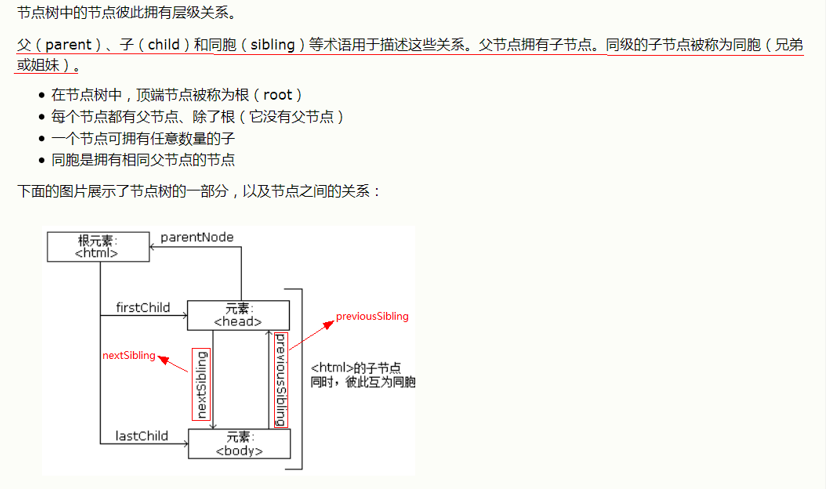 节点树中的节点彼此拥有层级关系。
父（parent）、子（child）和同胞（sibling）等术语用于描述这些关系。父节点拥有子节点。同级的子节点被称为同胞（兄弟
或姐妹）。
在节点树中，顶端节点被称为根（root）
每个节点都有父节点、除了根（它没有父节点）
一个节点可拥有任意数量的子
同胞是拥有相同父节点的节点
下面的图片展示了节点树的一部分，以及节点之间的关系：
根元素:
<html>
parentNode
firstChild
元素:
<head>
previousSibling
nextSibling
nextSibling
previousSibling
<html>的子节点
同时，彼此互为同胞
lastChild
元素:
<body>